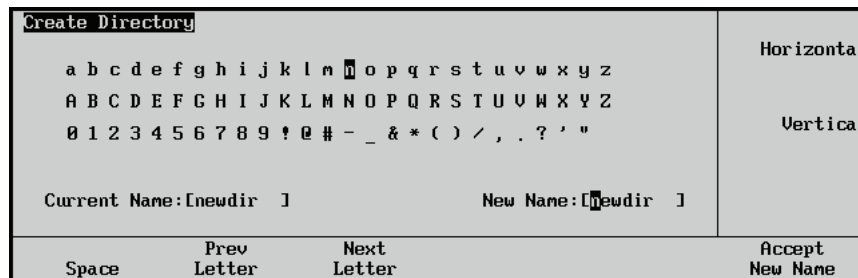 Create Directory
Horizonta
a b c d e f g h i j k l m n o p q r s t u v w x y z
A B C D E F G H I J K L M N O P Q R S T U V W X Y Z
Vertica
0 1 2 3 4 5 6 7 8 9 ! @ # - _ & * ( ) / , . ? ' "
Current Name:[newdir ] New Name:[newdir ]
Prev Next Accept
Space Letter Letter New Name